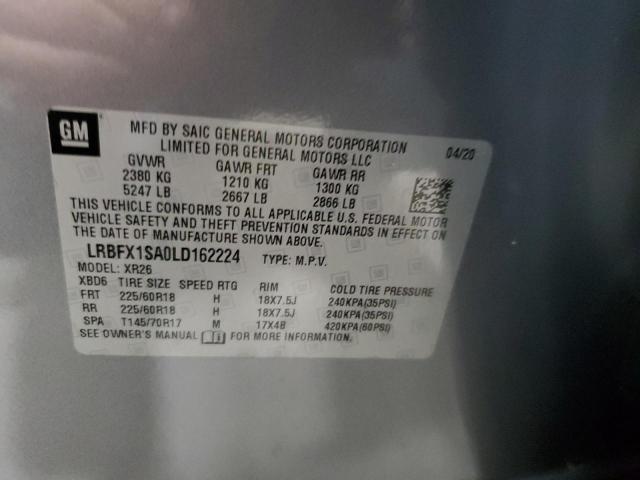 GM
MFD BY SAIC GENERAL MOTORS CORPORATION
LIMITED FOR GENERAL MOTORS LLC
04/20
GVWR GAWR FRT GAWR RR
2380 KG 1210 KG 1300 KG
5247 LB 2667 LB 2866 LB
THIS VEHICLE CONFORMS TO ALL APPLICABLE U.S. FEDERAL MOTOR
VEHICLE SAFETY AND THEFT PREVENTION STANDARDS IN EFFECT ON
THE DATE OF MANUFACTURE SHOWN ABOVE.
LRBFX1SA0LD162224 TYPE: M.P.V.
MODEL: XR26
XBD6 TIRE SIZE SPEED RTG RIM COLD TIRE PRESSURE
FRT 225/60R18 H 18X7.5J 240KPA(35PSI)
RR 225/60R18 H 18X7.5J 240KPA(35PSI)
SPA T145/70R17 M 17X4B 420KPA(60PSI)
SEE OWNER'S MANUAL FOR MORE INFORMATION.